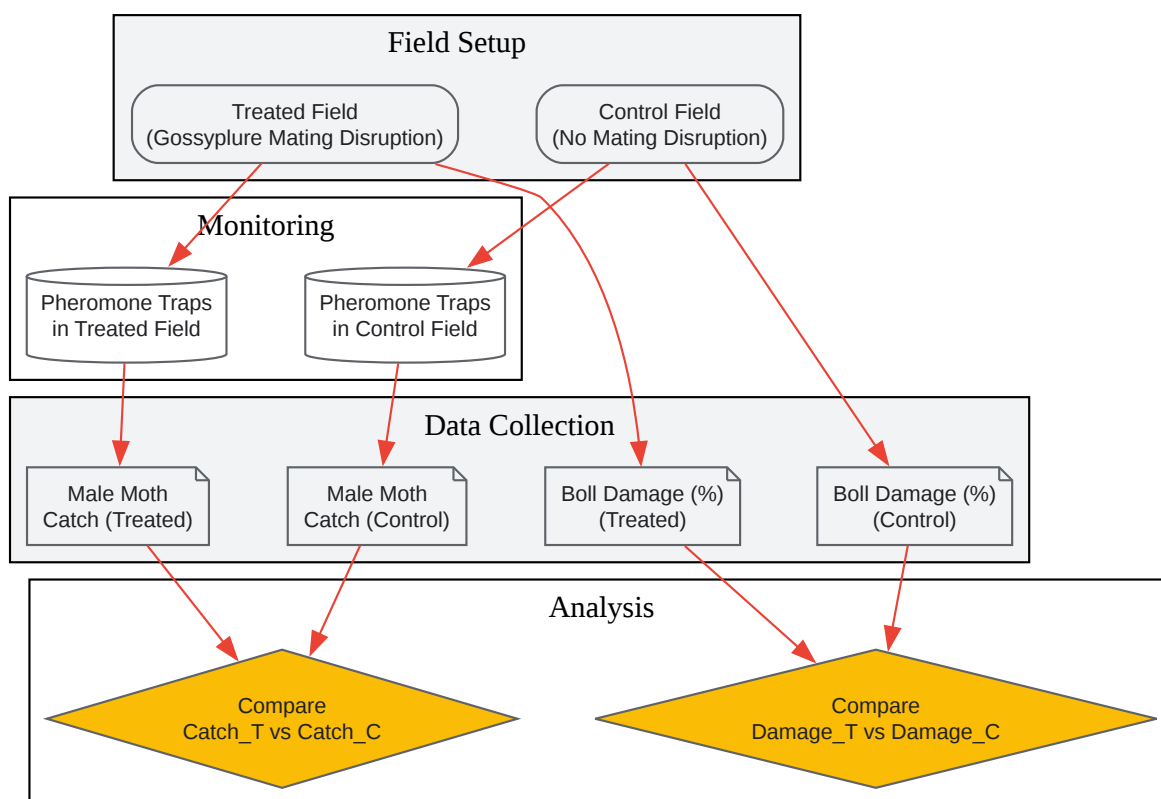 Field Setup
Treated Field
(Gossyplure Mating Disruption)
Control Field
(No Mating Disruption)
Monitoring
Pheromone Traps
in Treated Field
Pheromone Traps
in Control Field
Data Collection
Male Moth
Catch (Treated)
Male Moth
Catch (Control)
Boll Damage (%)
(Treated)
Boll Damage (%)
(Control)
Analysis
Compare
Catch_T vs Catch_C
Compare
Damage_T vs Damage_C